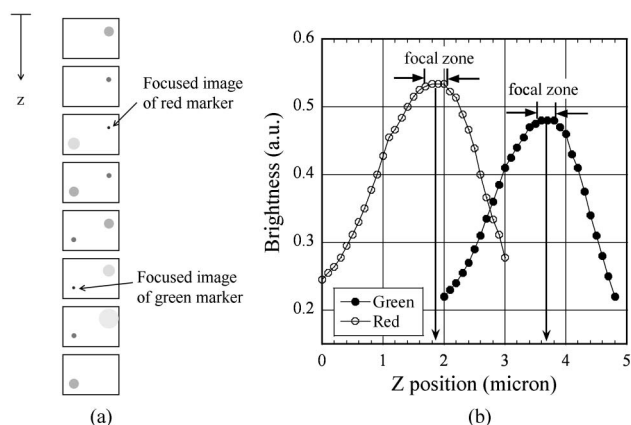 z
Focused image
of red marker
Focused image
of green marker
(a)
0.6
0.5
0.4
0.3
0.2
Brightness (a.u.)
focal zone
focal zone
Green
Red
0
1
2
3
4
5
Z position (micron)
(b)